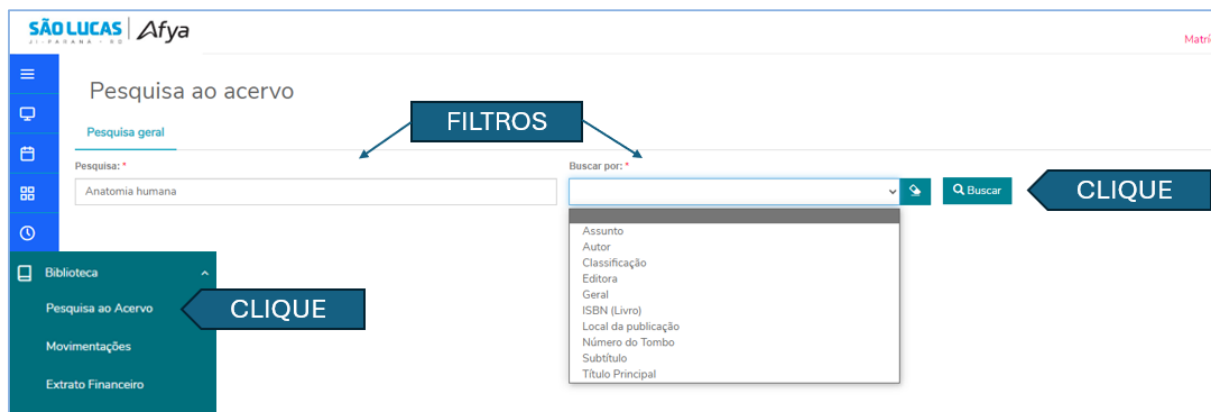 SÃO LUCAS Afya
JI-PARANÁ - RO
Matrí
Pesquisa ao acervo
FILTROS
Pesquisa geral
Pesquisa: *
Buscar por: *
Anatomia humana
Buscar
CLIQUE
Assunto
Autor
Classificação
Editora
Geral
ISBN (Livro)
Local da publicação
Número do Tombo
Subtítulo
Título Principal
Biblioteca
Pesquisa ao Acervo
CLIQUE
Movimentações
Extrato Financeiro